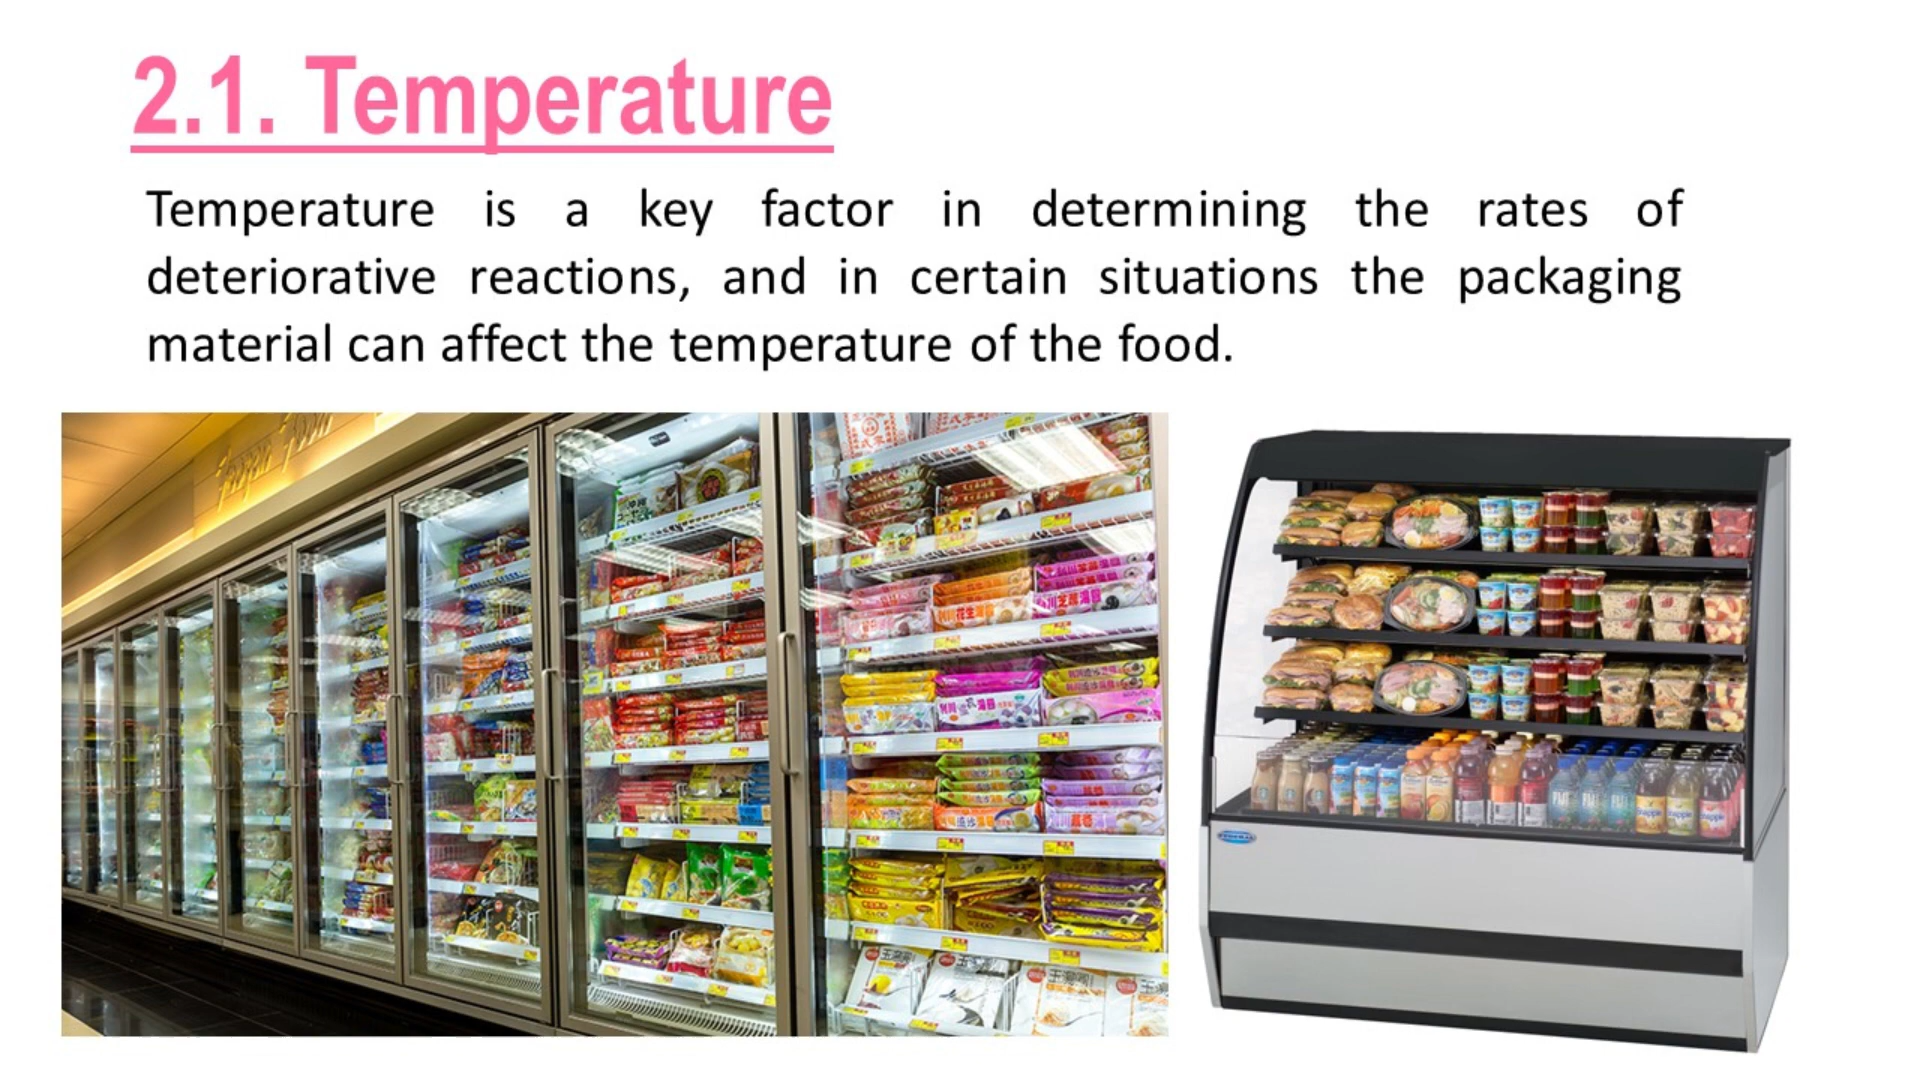 2.1. Temperature
Temperature is a key factor in determining the rates of
deteriorative reactions, and in certain situations the packaging
material can affect the temperature of the food.